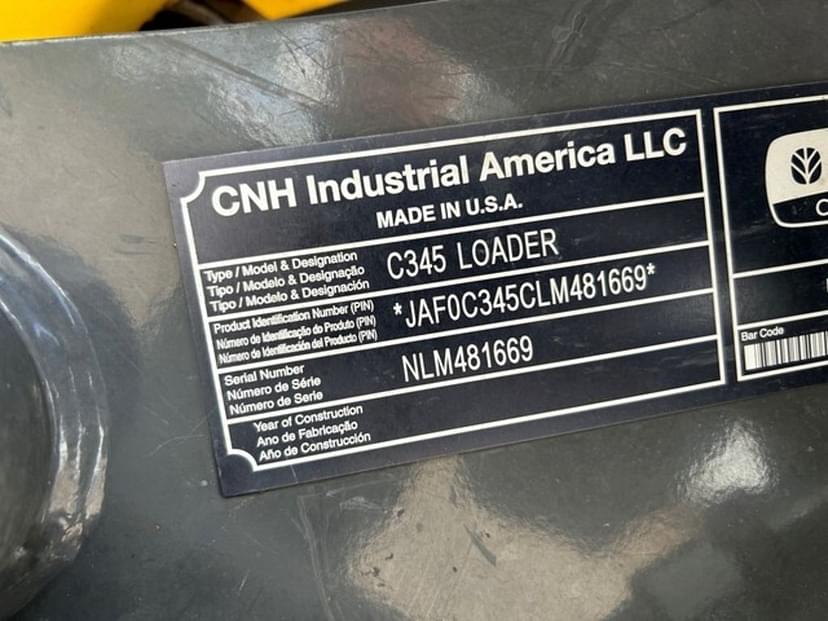 CNH Industrial America LLC
MADE IN U.S.A.
Type / Model & Designation
Tipo / Modelo & Designação
Tipo / Modelo & Designación
C345 LOADER
Product Identification Number (PIN)
Número de Identificação do Produto (PIN)
Número de Identificación del Producto (PIN)
*JAF0C345CLM481669*
Serial Number
Número de Série
Número de Serie
NLM481669
Year of Construction
Ano de Fabricação
Año de Construcción
Bar Code